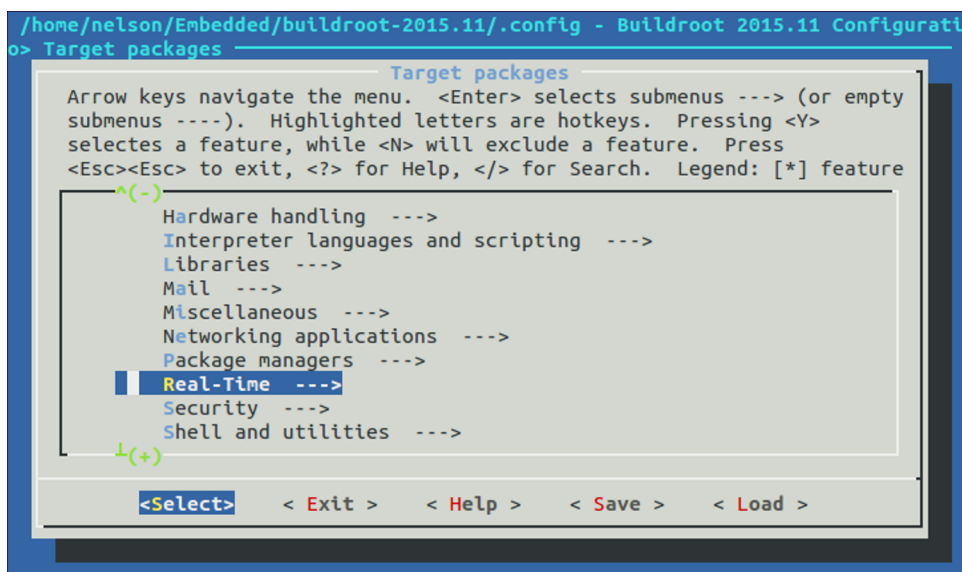 /home/nelson/Embedded/buildroot-2015.11/.config - Buildroot 2015.11 Configurati
o> Target packages
Target packages
Arrow keys navigate the menu.  <Enter> selects submenus ---> (or empty
submenus ----).  Highlighted letters are hotkeys.  Pressing <Y>
selectes a feature, while <N> will exclude a feature.  Press
<Esc><Esc> to exit, <?> for Help, </> for Search.  Legend: [*] feature
^(-)
Hardware handling  --->
Interpreter languages and scripting  --->
Libraries  --->
Mail  --->
Miscellaneous  --->
Networking applications  --->
Package managers  --->
Real-Time  --->
Security  --->
Shell and utilities  --->
┴(+)
<Select>    < Exit >    < Help >    < Save >    < Load >